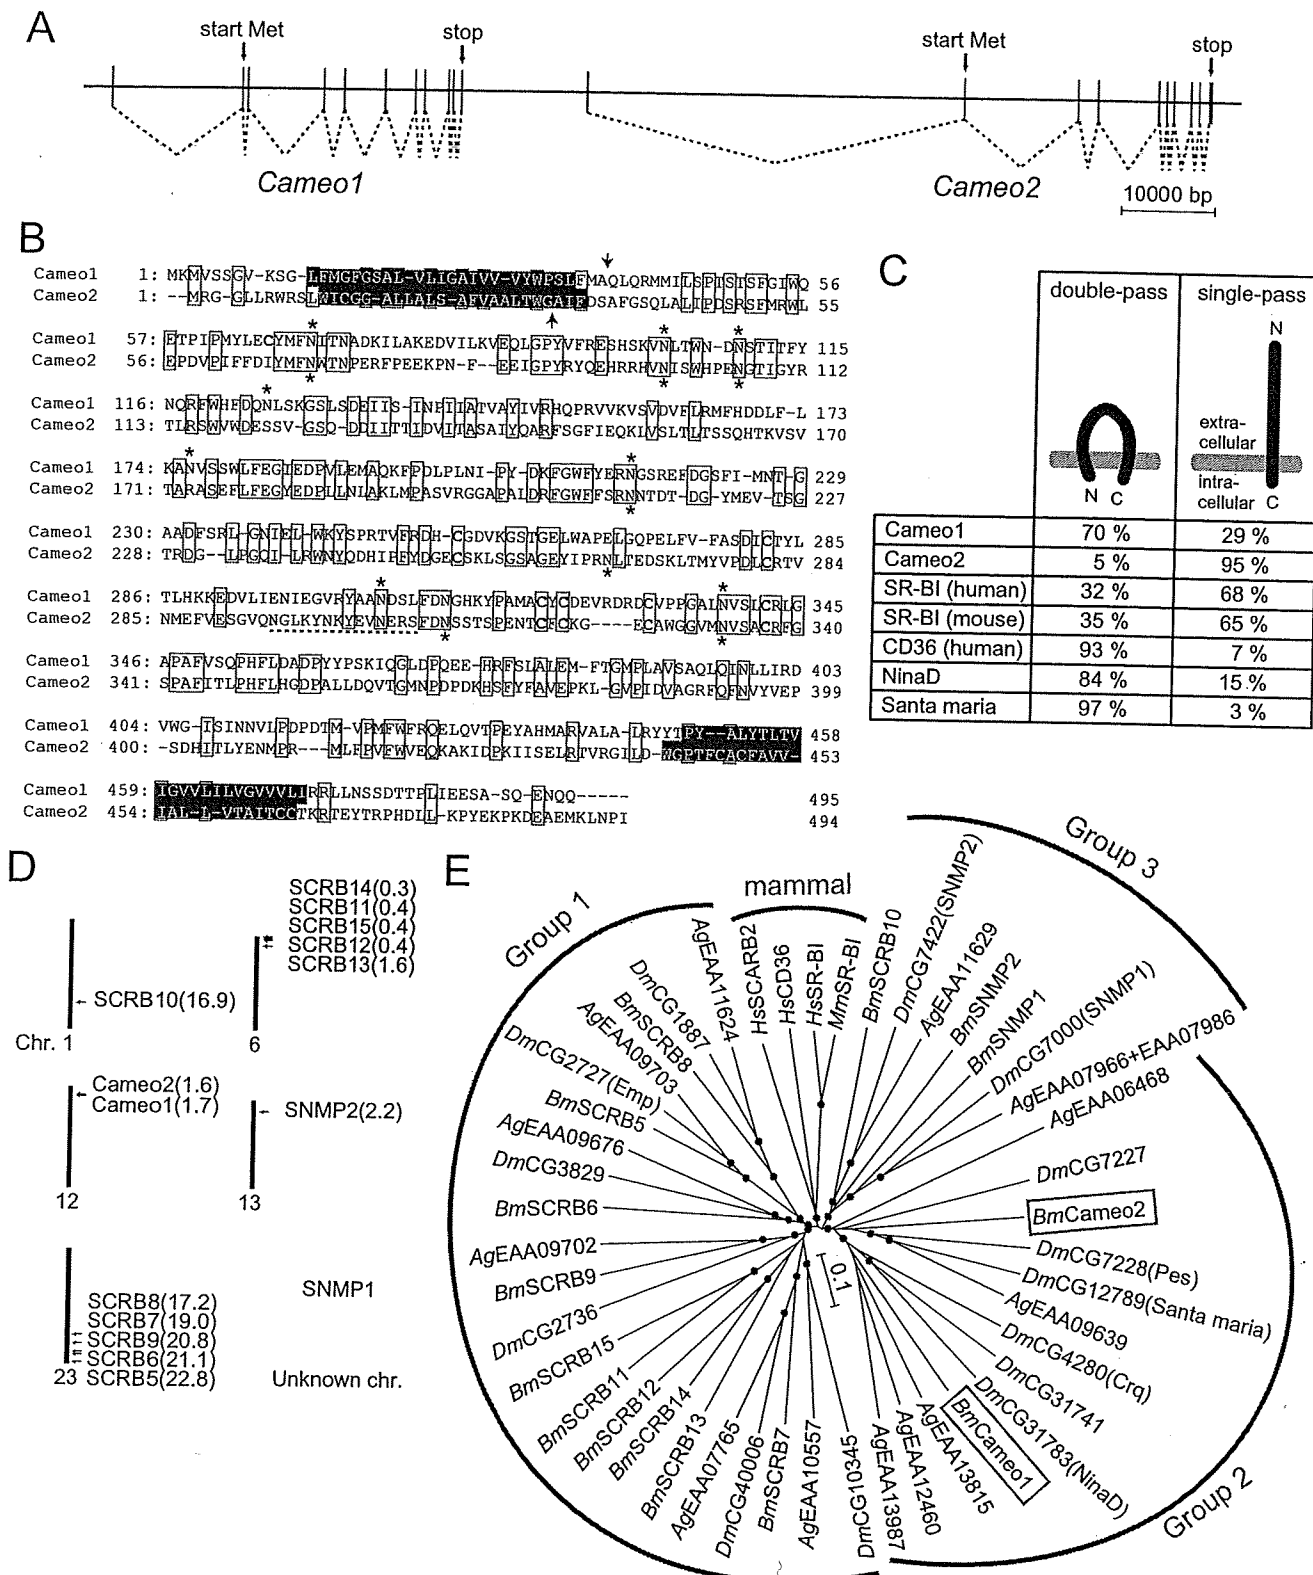 A
start Met
stop
start Met
stop
Cameo1
Cameo2
10000 bp
B
Cameo1 1: MKMVSSGV-KSG-LFMGFGSAL-VLIGAIVV-VYWPSLFMAQLQRMMILSPISISFGIWQ 56
Cameo2 1: --MRG-GLLRWRSLWICGG-ALLALS-AFVAALTWGAIFDSAFGSQLALIPDSRSFMRWL 55
Cameo1 57: ETPIPMYLECYMFNITNADKILAKEDVILKVEQLGPYVFRESHSKVNLTWN-DNSTITFY 115
Cameo2 56: EPDVPIFFDIYMFNWTNPERFPEEKPN-F--EEIGPYRYQEHRRHVNISWHPENGTIGYR 112
Cameo1 116: NQRFWHFDQNLSKGSLSDEIIS-INPIIATVAYIVRHQPRVVKVSVDVFLRMFHDDLF-L 173
Cameo2 113: TLRSWVWDESSV-GSQ-DDIITTIDVITASAIYQARFSGFIEQKLVSLTLTSSQHTKVSV 170
Cameo1 174: KANVSSWLFEGIEDPVLEMAQKFPDLPLNI-PY-DKFGWFYERNGSREFDGSFI-MNT-G 229
Cameo2 171: TARASEFLFEGYEDPLLNLAKLMPASVRGGAPALDRFGWFFSRNNTDT-DG-YMEV-TSG 227
Cameo1 230: AADFSRL-GNIEL-WKYSPRTVFRDH-CGDVKGSTGELWAPELGQPELFV-FASDICTYL 285
Cameo2 228: TRDG--LPGQI-LRWNYQDHIPFYDGECSKLSGSAGEYIPRNLTEDSKLTMYVPDLCRTV 284
Cameo1 286: TLHKKEDVLIENIEGVRYAANDSLFDNGHKYPAMACYCDEVRDRDCVPPGALNVSLCRLG 345
Cameo2 285: NMEFVESGVQNGLKYNKYEVNERSFDNSSTSPENTCFCKG----ECAWGGVMNVSACRFG 340
Cameo1 346: APAFVSQPHFLDADPYYPSKIQGLDPQEE-HRFSLALEM-FTGMPLAVSAQLQINLLIRD 403
Cameo2 341: SPAFITLPHFLHGDPALLDQVTGMNPDPDKHSFYFAVEPKL-GVPIDVAGRFQFNVYVEP 399
Cameo1 404: VWG-ISINNVILPDPDTM-VPMFWFRQELQVTPEYAHMARVALA-LRYYTPY--ALYTLTV 458
Cameo2 400: -SDHITLYENMPR---MLFPVFWVEQKAKIDPKIISELRTVRGILD-WGPTFCACFAVV- 453
Cameo1 459: IGVVLILVGVVVLIRRLLNSSDTTPLIEESA-SQ-ENQQ----- 495
Cameo2 454: IAL-L-VTAITCCTKRTEYTRPHDLL-KPYEKPKDEAEMKLNPI 494
C
double-pass
single-pass
N
extra-
cellular
intra-
cellular
N C
C
Cameo1 70 % 29 %
Cameo2 5 % 95 %
SR-BI (human) 32 % 68 %
SR-BI (mouse) 35 % 65 %
CD36 (human) 93 % 7 %
NinaD 84 % 15 %
Santa maria 97 % 3 %
D
SCRB10(16.9)
Chr. 1
SCRB14(0.3)
SCRB11(0.4)
SCRB15(0.4)
SCRB12(0.4)
SCRB13(1.6)
6
Cameo2(1.6)
Cameo1(1.7)
12
SNMP2(2.2)
13
SCRB8(17.2)
SCRB7(19.0)
SCRB9(20.8)
SCRB6(21.1)
SCRB5(22.8)
23
SNMP1
Unknown chr.
E
Group 1
mammal
Group 3
Group 2
AgEAA11624
HsSCARB2
HsCD36
HsSR-BI
MmSR-BI
BmSCRB10
DmCG7422(SNMP2)
AgEAA11629
BmSNMP2
BmSNMP1
DmCG7000(SNMP1)
AgEAA07966+EAA07986
AgEAA06468
DmCG7227
BmCameo2
DmCG7228(Pes)
DmCG12789(Santa maria)
AgEAA09639
DmCG4280(Crq)
DmCG31741
DmCG31783(NinaD)
BmCameo1
AgEAA13815
AgEAA12460
AgEAA13987
DmCG10345
AgEAA10557
BmSCRB7
DmCG40006
AgEAA07765
BmSCRB13
BmSCRB14
BmSCRB12
BmSCRB11
BmSCRB15
DmCG2736
BmSCRB9
AgEAA09702
BmSCRB6
DmCG3829
AgEAA09676
BmSCRB5
DmCG2727(Emp)
AgEAA09703
BmSCRB8
DmCG1887
0.1